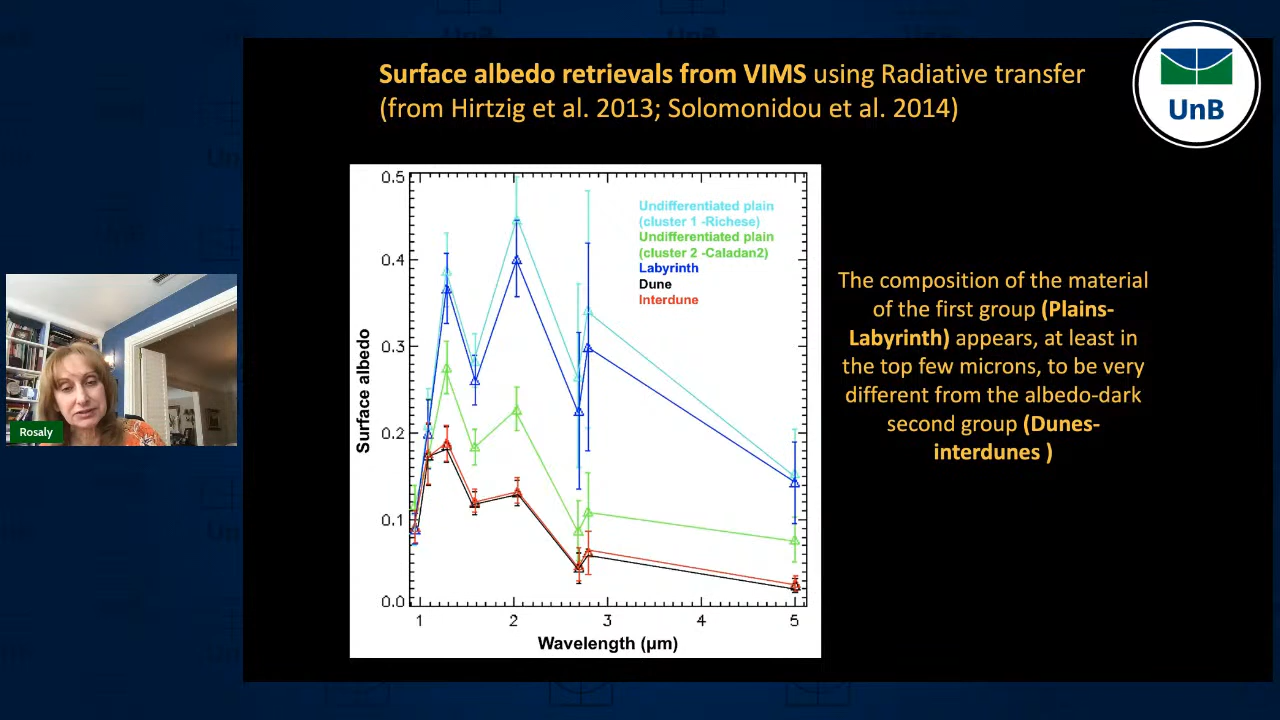 Surface albedo retrievals from VIMS using Radiative transfer
(from Hirtzig et al. 2013; Solomonidou et al. 2014)
UnB
0.5
0.4
0.3
0.2
0.1
0.0
Surface albedo
Undifferentiated plain
(cluster 1 -Richese)
Undifferentiated plain
(cluster 2 -Caladan2)
Labyrinth
Dune
Interdune
1
2
3
4
5
Wavelength (μm)
The composition of the material
of the first group (Plains-
Labyrinth) appears, at least in
the top few microns, to be very
different from the albedo-dark
second group (Dunes-
interdunes )
Rosaly